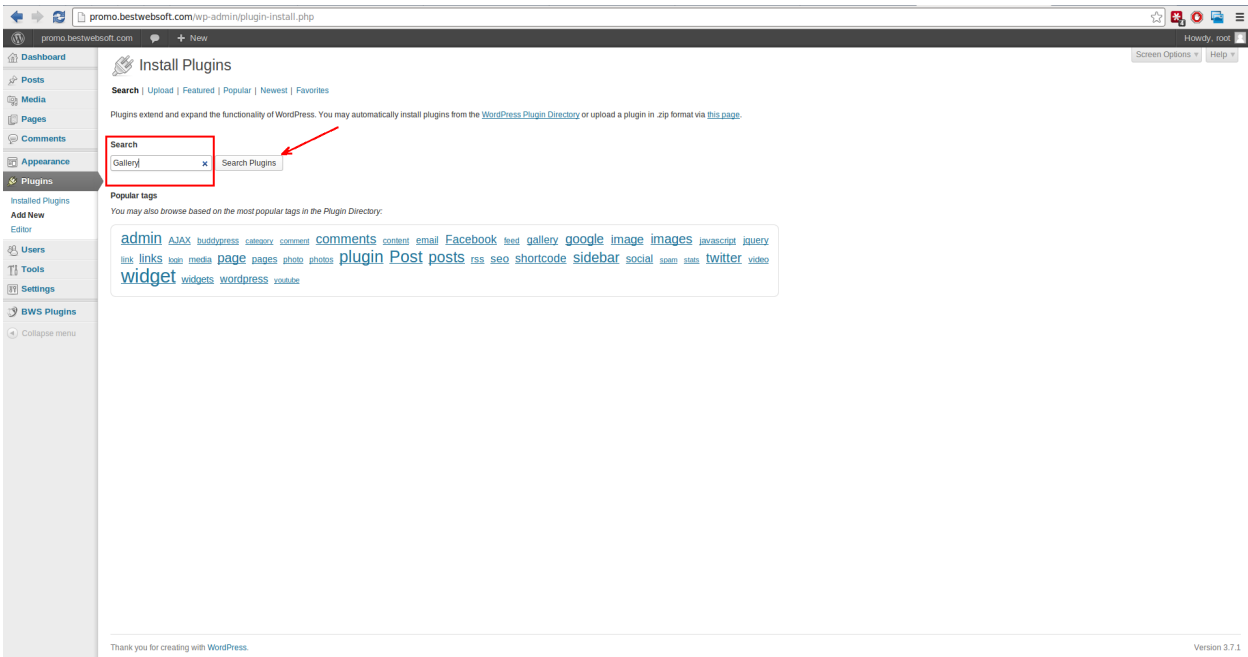 promo.bestwebsoft.com/wp-admin/plugin-install.php
promo.bestwebsoft.com + New Howdy, root
Screen Options Help
Dashboard
Posts
Media
Pages
Comments
Appearance
Plugins
Installed Plugins
Add New
Editor
Users
Tools
Settings
BWS Plugins
Collapse menu
Install Plugins
Search | Upload | Featured | Popular | Newest | Favorites
Plugins extend and expand the functionality of WordPress. You may automatically install plugins from the WordPress Plugin Directory or upload a plugin in .zip format via this page.
Search
Gallery x Search Plugins
Popular tags
You may also browse based on the most popular tags in the Plugin Directory:
admin AJAX buddypress category comment comments content email Facebook feed gallery google image images javascript jquery
link links login media page pages photo photos plugin Post posts rss seo shortcode sidebar social spam stats twitter video
widget widgets wordpress youtube
Thank you for creating with WordPress. Version 3.7.1